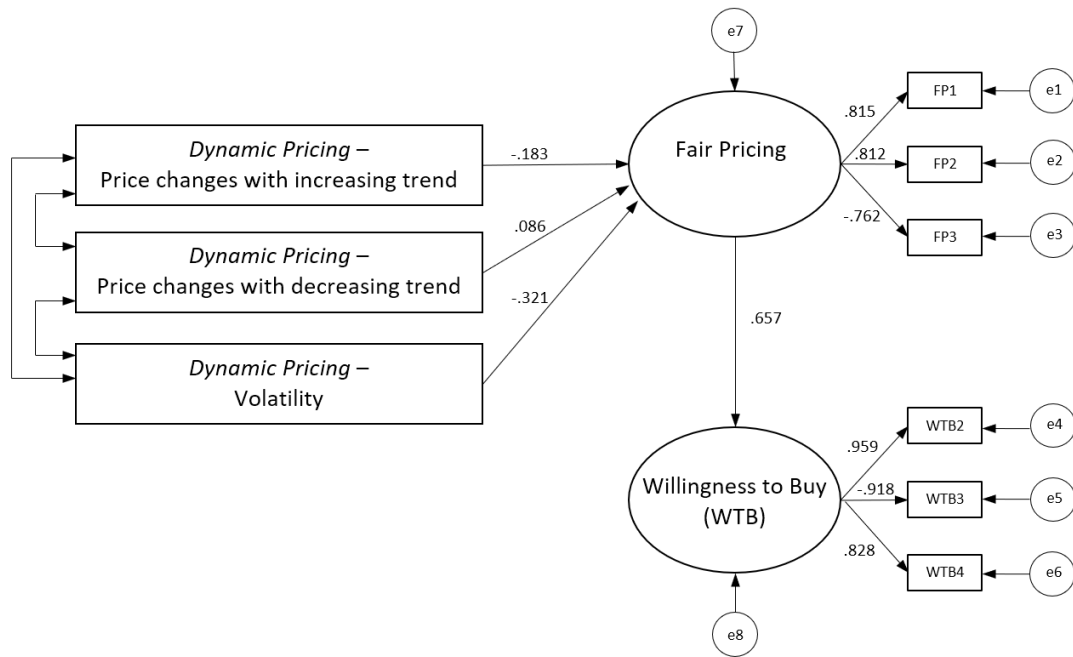 e7
FP1
e1
.815
Dynamic Pricing –
Price changes with increasing trend
-.183
Fair Pricing
.812
FP2
e2
-.762
FP3
e3
Dynamic Pricing –
Price changes with decreasing trend
.086
-.321
.657
Dynamic Pricing –
Volatility
WTB2
e4
.959
Willingness to Buy
(WTB)
-.918
WTB3
e5
.828
WTB4
e6
e8